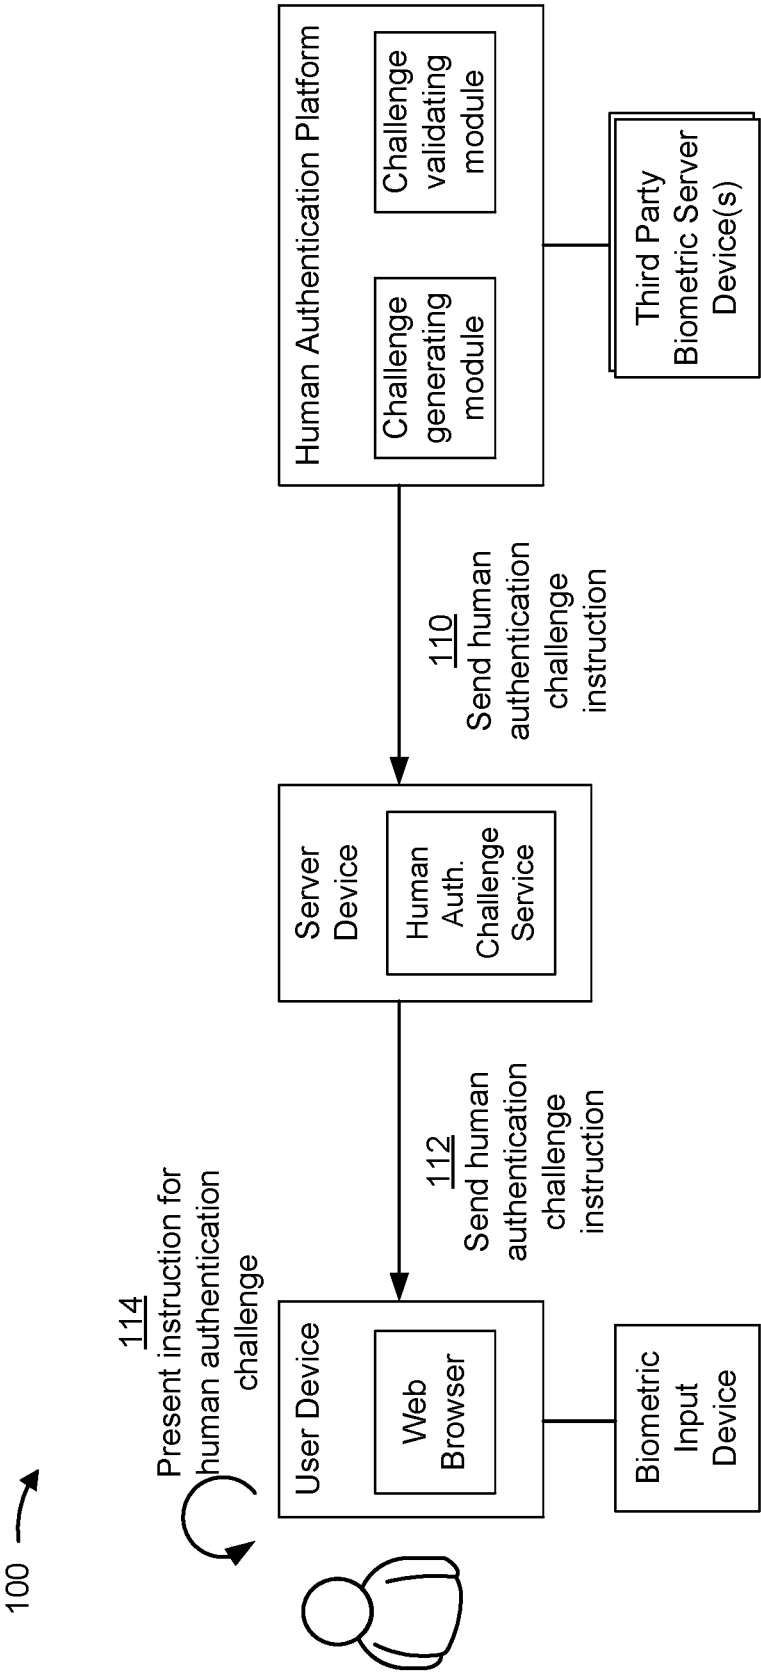 100
114
Present instruction for
human authentication
challenge
User Device
Web
Browser
Biometric
Input
Device
112
Send human
authentication
challenge
instruction
Server
Device
Human
Auth.
Challenge
Service
110
Send human
authentication
challenge
instruction
Human Authentication Platform
Challenge
generating
module
Challenge
validating
module
Third Party
Biometric Server
Device(s)